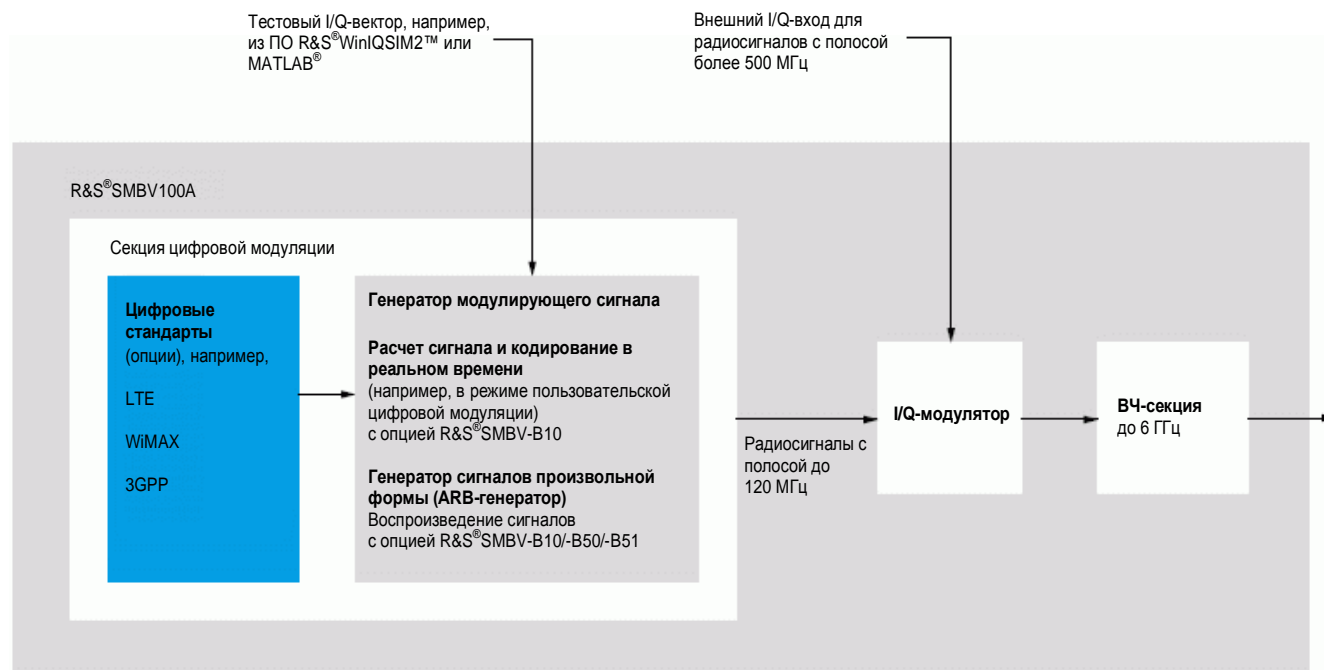 Тестовый I/Q-вектор, например,
из ПО R&S®WinIQSIM2™ или
MATLAB®
Внешний I/Q-вход для
радиосигналов с полосой
более 500 МГц
R&S®SMBV100A
Секция цифровой модуляции
Цифровые
стандарты
(опции), например,
LTE
WiMAX
3GPP
Генератор модулирующего сигнала
Расчет сигнала и кодирование в
реальном времени
(например, в режиме пользовательской
цифровой модуляции)
с опцией R&S®SMBV-B10
Генератор сигналов произвольной
формы (ARB-генератор)
Воспроизведение сигналов
с опцией R&S®SMBV-B10/-B50/-B51
Радиосигналы с
полосой до
120 МГц
I/Q-модулятор
ВЧ-секция
до 6 ГГц